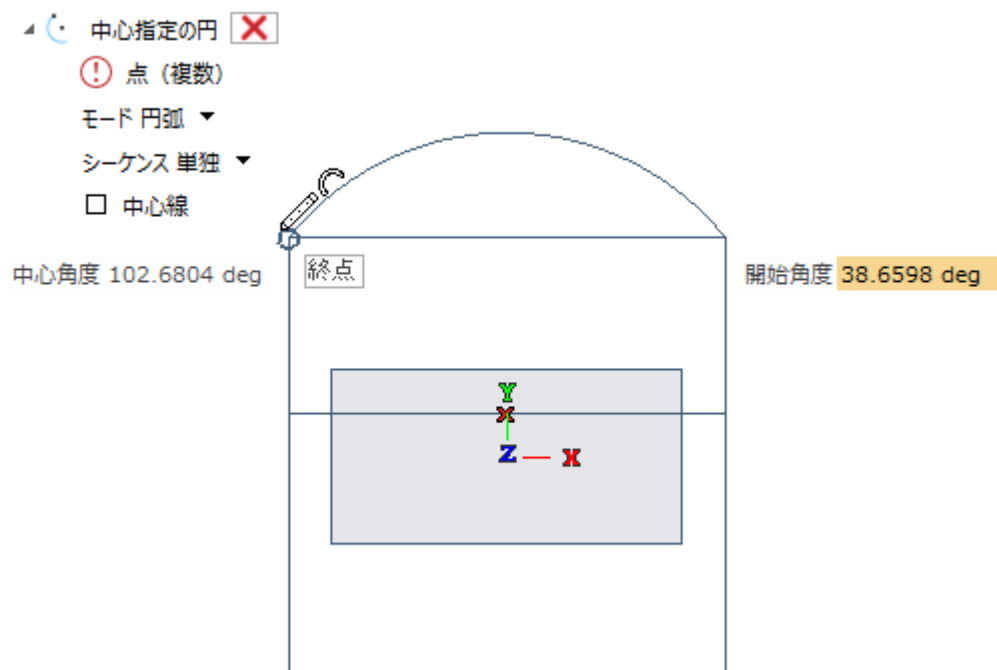 中心指定の円
点（複数）
モード 円弧
シーケンス 単独
中心線
中心角度 102.6804 deg
終点
開始角度 38.6598 deg
Y
X
Z
X